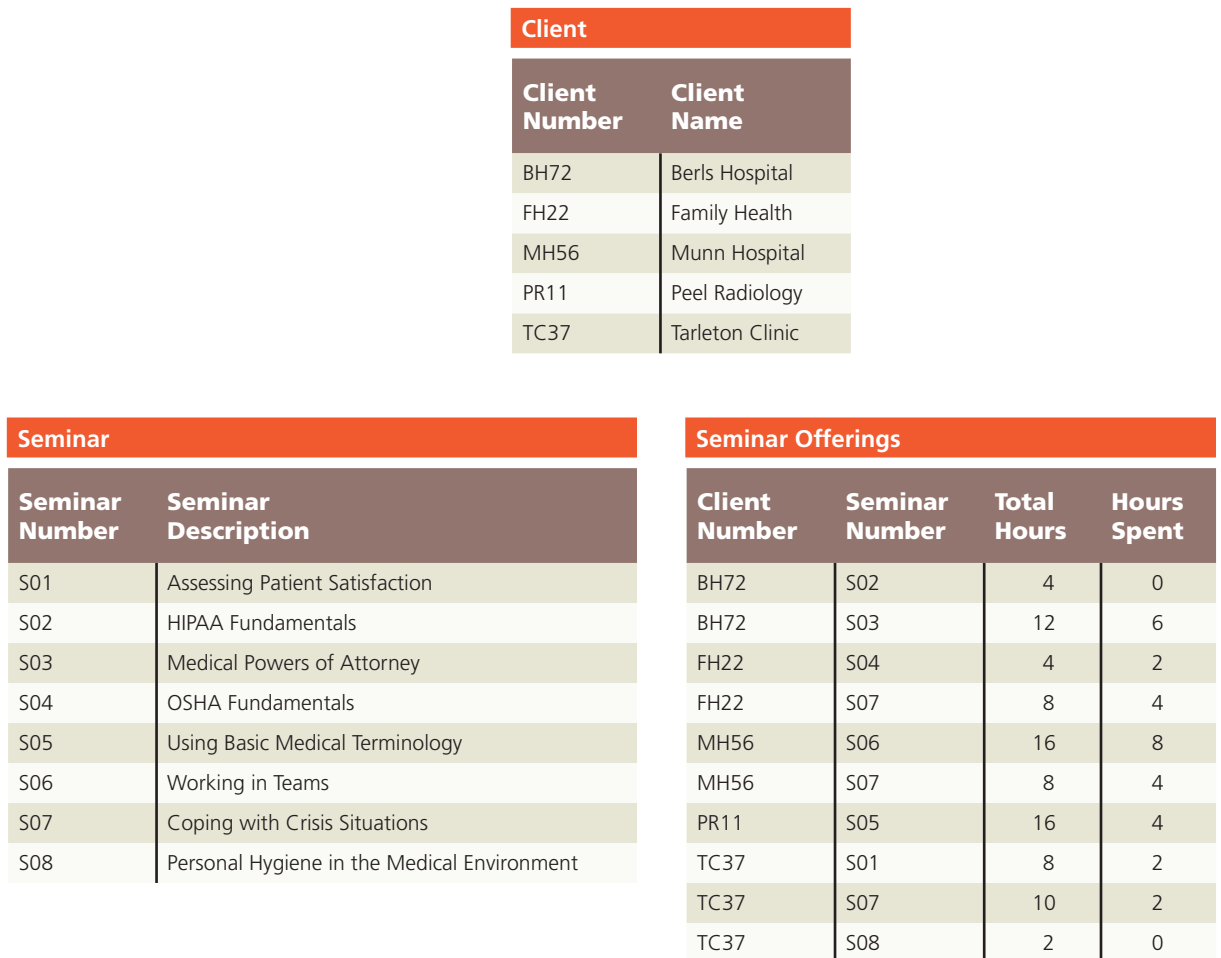 Client
Client Number Client Name
BH72 Berls Hospital
FH22 Family Health
MH56 Munn Hospital
PR11 Peel Radiology
TC37 Tarleton Clinic
Seminar
Seminar Number Seminar Description
S01 Assessing Patient Satisfaction
S02 HIPAA Fundamentals
S03 Medical Powers of Attorney
S04 OSHA Fundamentals
S05 Using Basic Medical Terminology
S06 Working in Teams
S07 Coping with Crisis Situations
S08 Personal Hygiene in the Medical Environment
Seminar Offerings
Client Number Seminar Number Total Hours Hours Spent
BH72 S02 4 0
BH72 S03 12 6
FH22 S04 4 2
FH22 S07 8 4
MH56 S06 16 8
MH56 S07 8 4
PR11 S05 16 4
TC37 S01 8 2
TC37 S07 10 2
TC37 S08 2 0